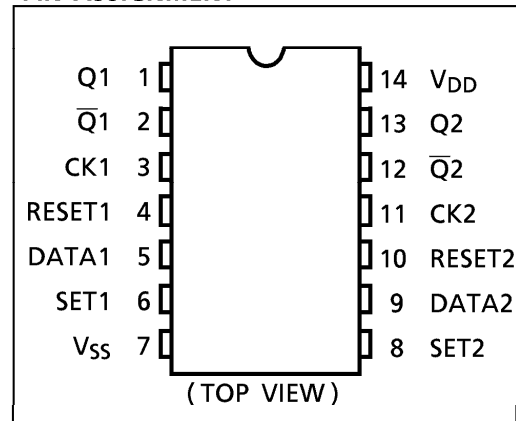 Q1 1
Q̅1 2
CK1 3
RESET1 4
DATA1 5
SET1 6
VSS 7
14 VDD
13 Q2
12 Q̅2
11 CK2
10 RESET2
9 DATA2
8 SET2
(TOP VIEW)